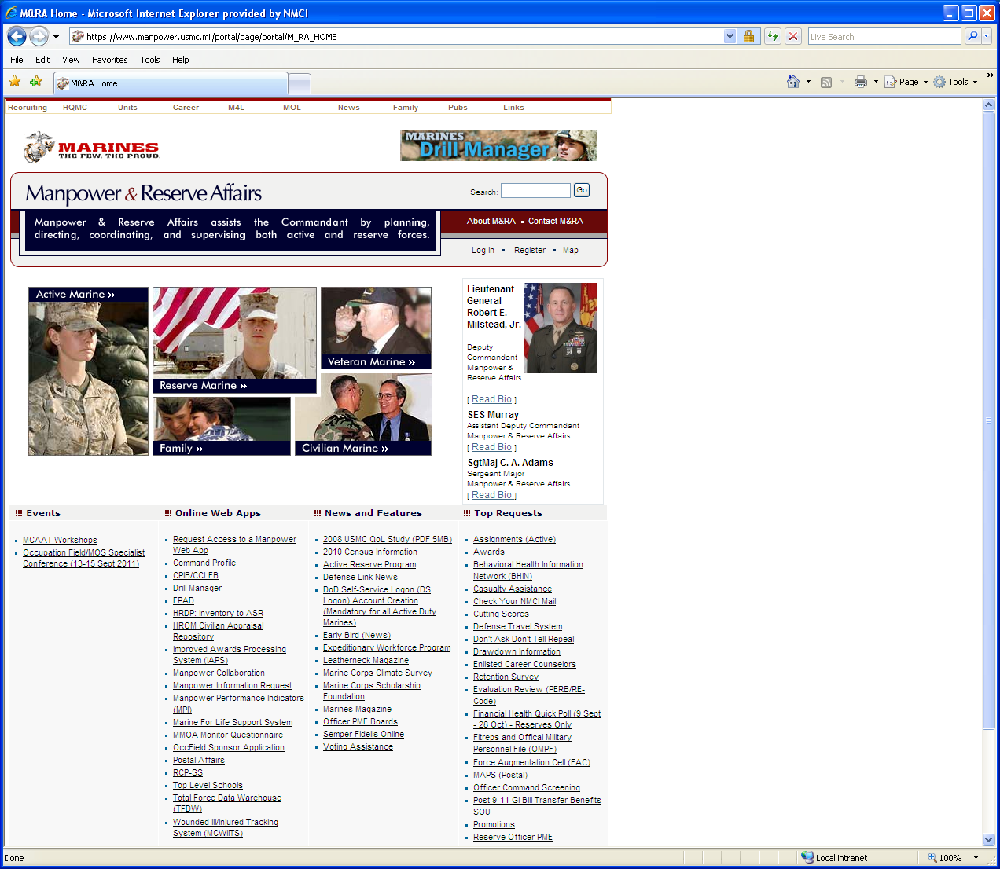 M&RA Home - Microsoft Internet Explorer provided by NMCI
https://www.manpower.usmc.mil/portal/page/portal/M_RA_HOME
Live Search
File Edit View Favorites Tools Help
M&RA Home
Page Tools »
Recruiting HQMC Units Career M4L MOL News Family Pubs Links
MARINES
THE FEW. THE PROUD.
MARINES
Drill Manager
Manpower & Reserve Affairs
Search: Go
Manpower & Reserve Affairs assists the Commandant by planning,
directing, coordinating, and supervising both active and reserve forces.
About M&RA ▪ Contact M&RA
Log In ▪ Register ▪ Map
Active Marine »
Reserve Marine »
Veteran Marine »
Family »
Civilian Marine »
Lieutenant
General
Robert E.
Milstead, Jr.
Deputy
Commandant
Manpower &
Reserve Affairs
[ Read Bio ]
SES Murray
Assistant Deputy Commandant
Manpower & Reserve Affairs
[ Read Bio ]
SgtMaj C. A. Adams
Sergeant Major
Manpower & Reserve Affairs
[ Read Bio ]
Events
MCAAT Workshops
Occupation Field/MOS Specialist
Conference (13-15 Sept 2011)
Online Web Apps
Request Access to a Manpower
Web App
Command Profile
CPIB/CCLEB
Drill Manager
EPAD
HRDP: Inventory to ASR
HROM Civilian Appraisal
Repository
Improved Awards Processing
System (iAPS)
Manpower Collaboration
Manpower Information Request
Manpower Performance Indicators
(MPI)
Marine For Life Support System
MMOA Monitor Questionnaire
OccField Sponsor Application
Postal Affairs
RCP-SS
Top Level Schools
Total Force Data Warehouse
(TFDW)
Wounded Ill/Injured Tracking
System (MCWIITS)
News and Features
2008 USMC QoL Study (PDF 5MB)
2010 Census Information
Active Reserve Program
Defense Link News
DoD Self-Service Logon (DS
Logon) Account Creation
(Mandatory for all Active Duty
Marines)
Early Bird (News)
Expeditionary Workforce Program
Leatherneck Magazine
Marine Corps Climate Survey
Marine Corps Scholarship
Foundation
Marines Magazine
Officer PME Boards
Semper Fidelis Online
Voting Assistance
Top Requests
Assignments (Active)
Awards
Behavioral Health Information
Network (BHIN)
Casualty Assistance
Check Your NMCI Mail
Cutting Scores
Defense Travel System
Don't Ask Don't Tell Repeal
Drawdown Information
Enlisted Career Counselors
Retention Survey
Evaluation Review (PERB/RE-
Code)
Financial Health Quick Poll (9 Sept
- 28 Oct) - Reserves Only
Fitreps and Offical Military
Personnel File (OMPF)
Force Augmentation Cell (FAC)
MAPS (Postal)
Officer Command Screening
Post 9-11 GI Bill Transfer Benefits
SOU
Promotions
Reserve Officer PME
Done
Local intranet
100%